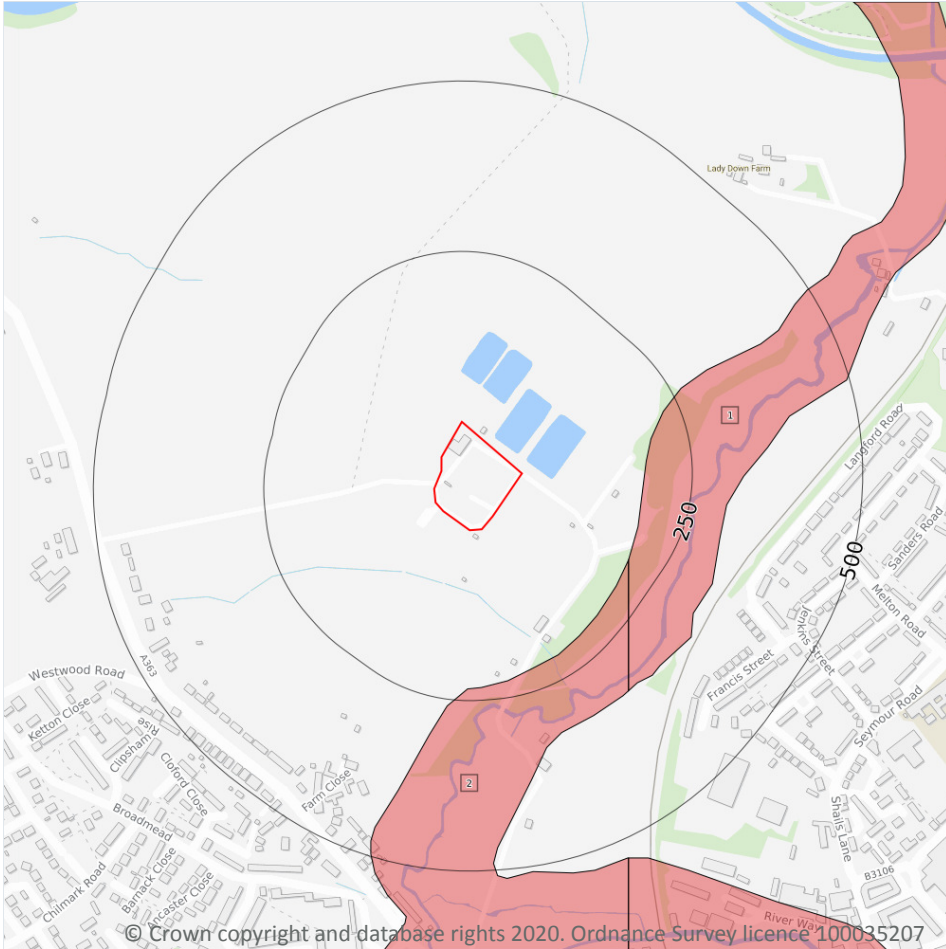 Lady Down Farm
1
250
500
Langford Road
Sanders Road
Melton Road
Jenkins Street
Francis Street
Seymour Road
Shails Lane
B3106
River Way
A363
Westwood Road
Ketton Close
Clipsham Rise
Cloford Close
Farm Close
Broadmead
Barnack Close
Ancaster Close
Chilmark Road
2
© Crown copyright and database rights 2020. Ordnance Survey licence 100035207